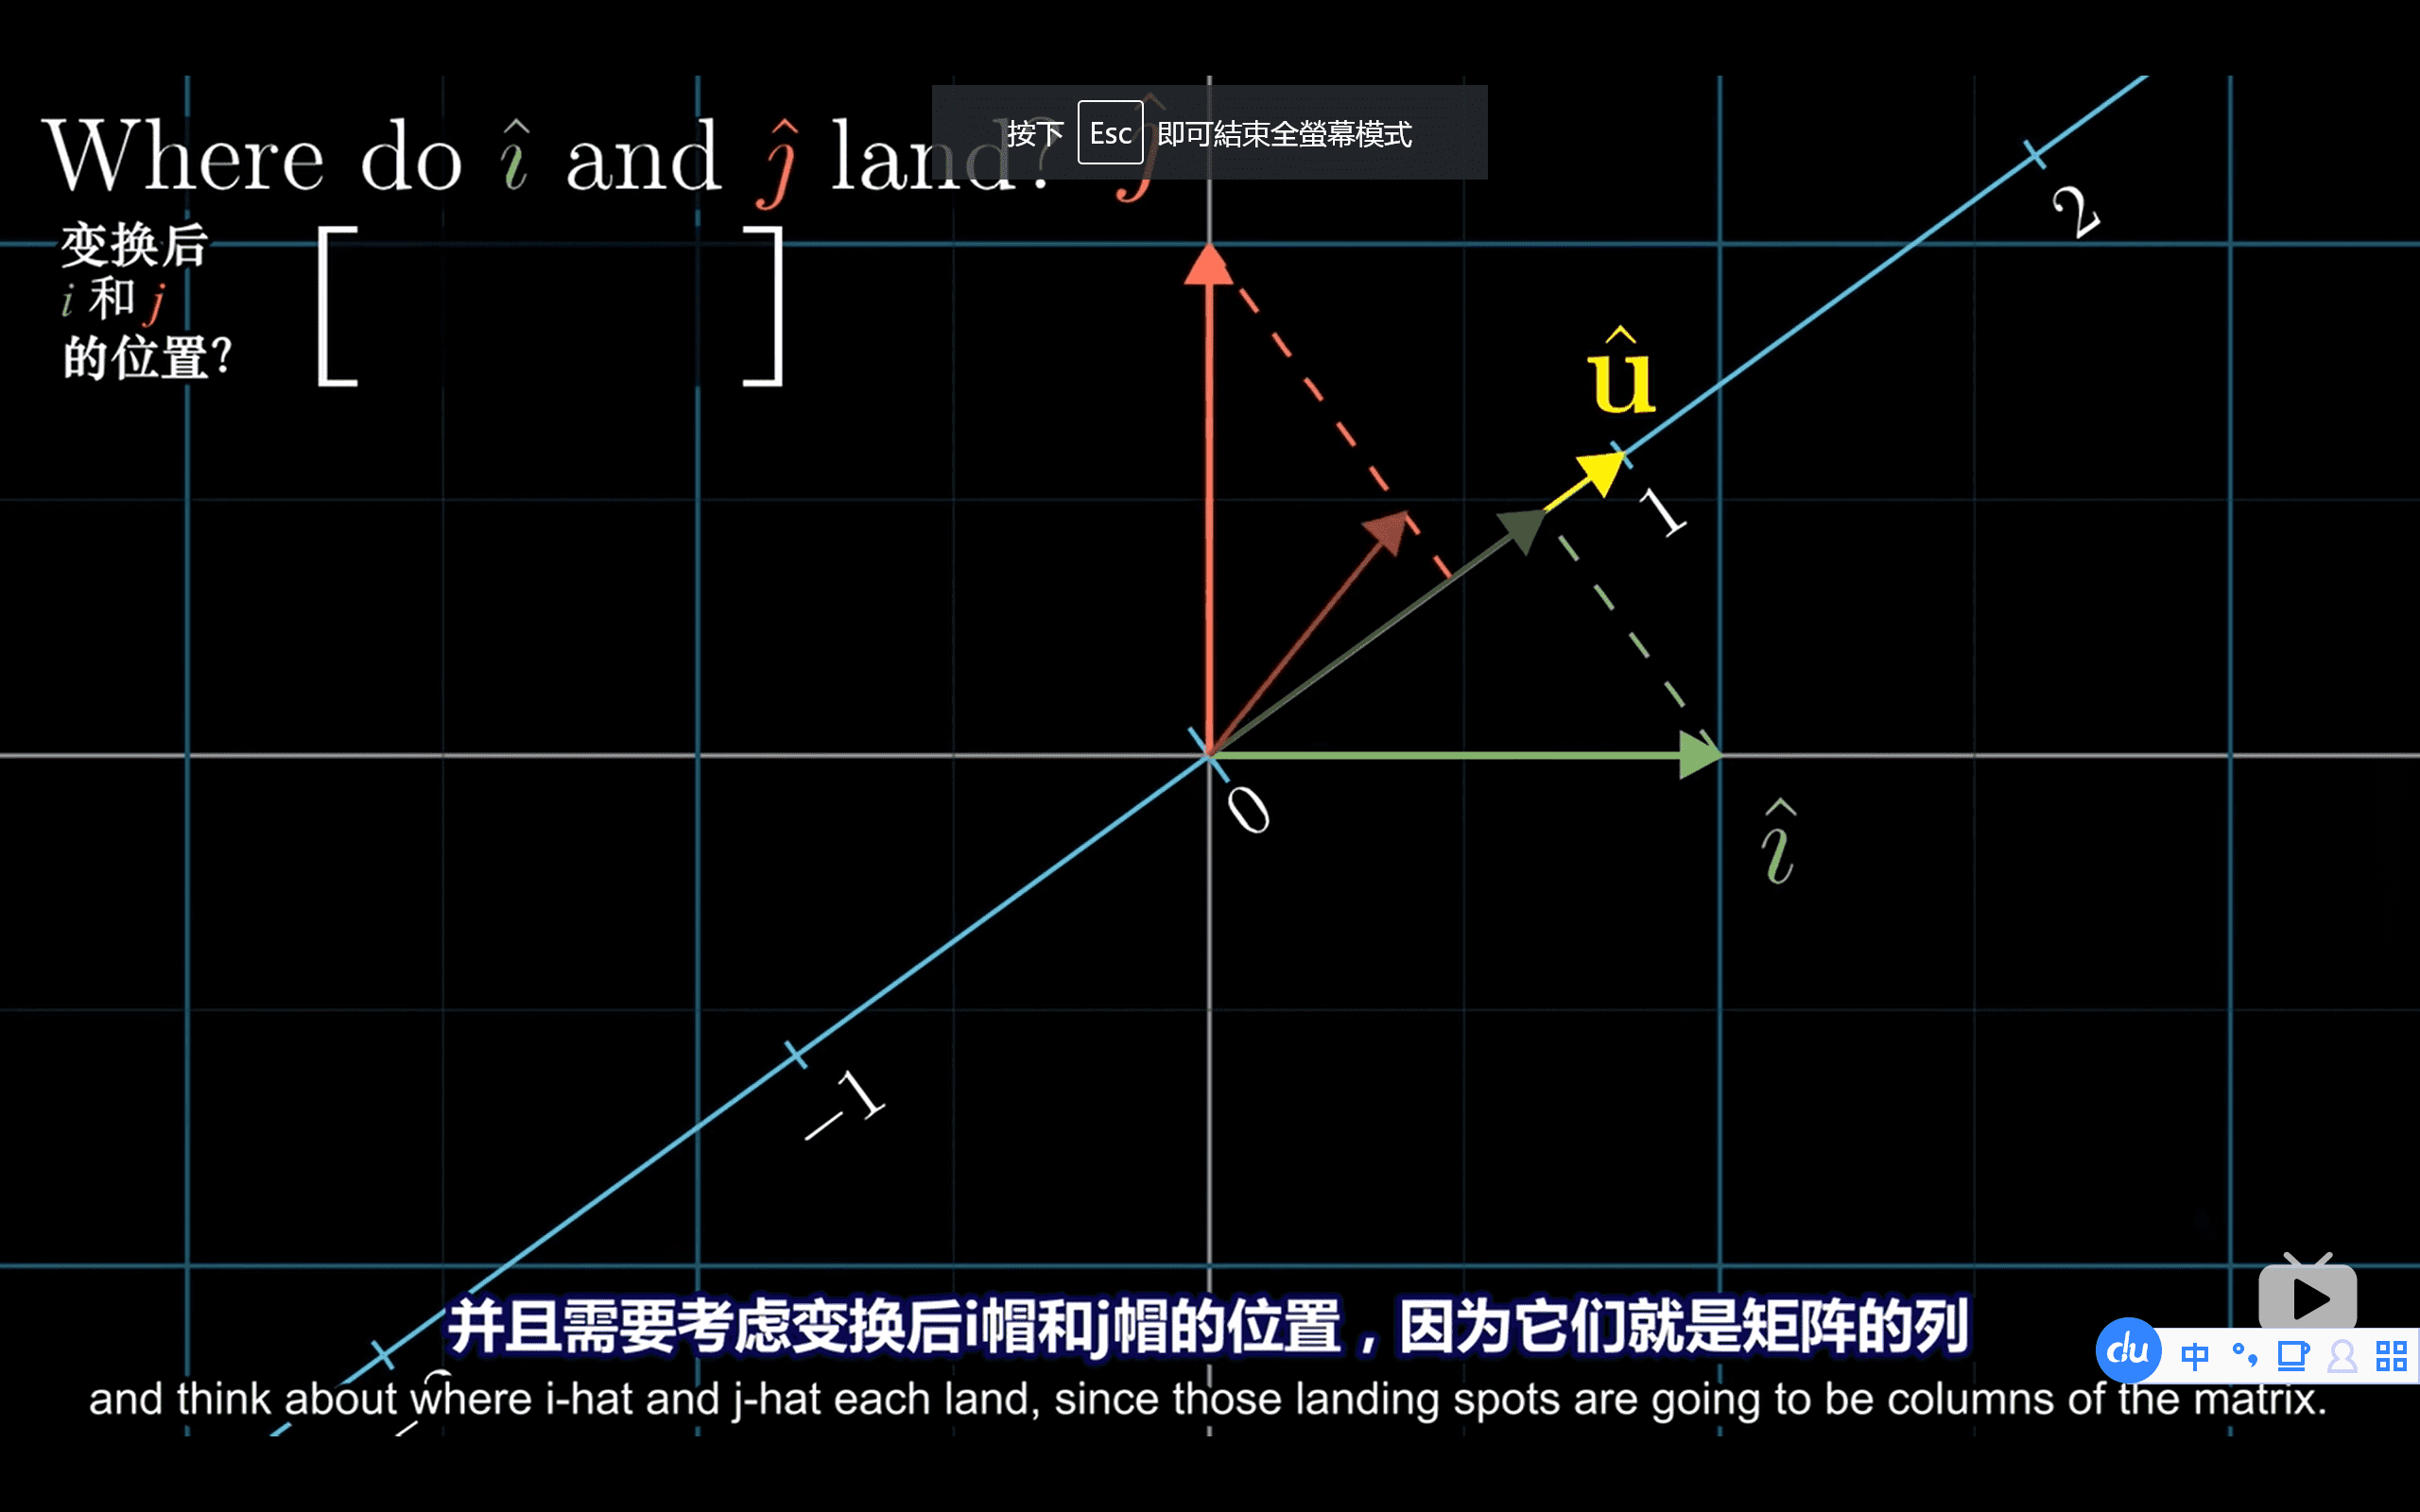 Where do î and ĵ land?
ĵ
按下 Esc 即可結束全螢幕模式
变换后
i 和 j
的位置?
2
û
1
0
î
−1
并且需要考虑变换后i帽和j帽的位置，因为它们就是矩阵的列
du 中
and think about where i-hat and j-hat each land, since those landing spots are going to be columns of the matrix.